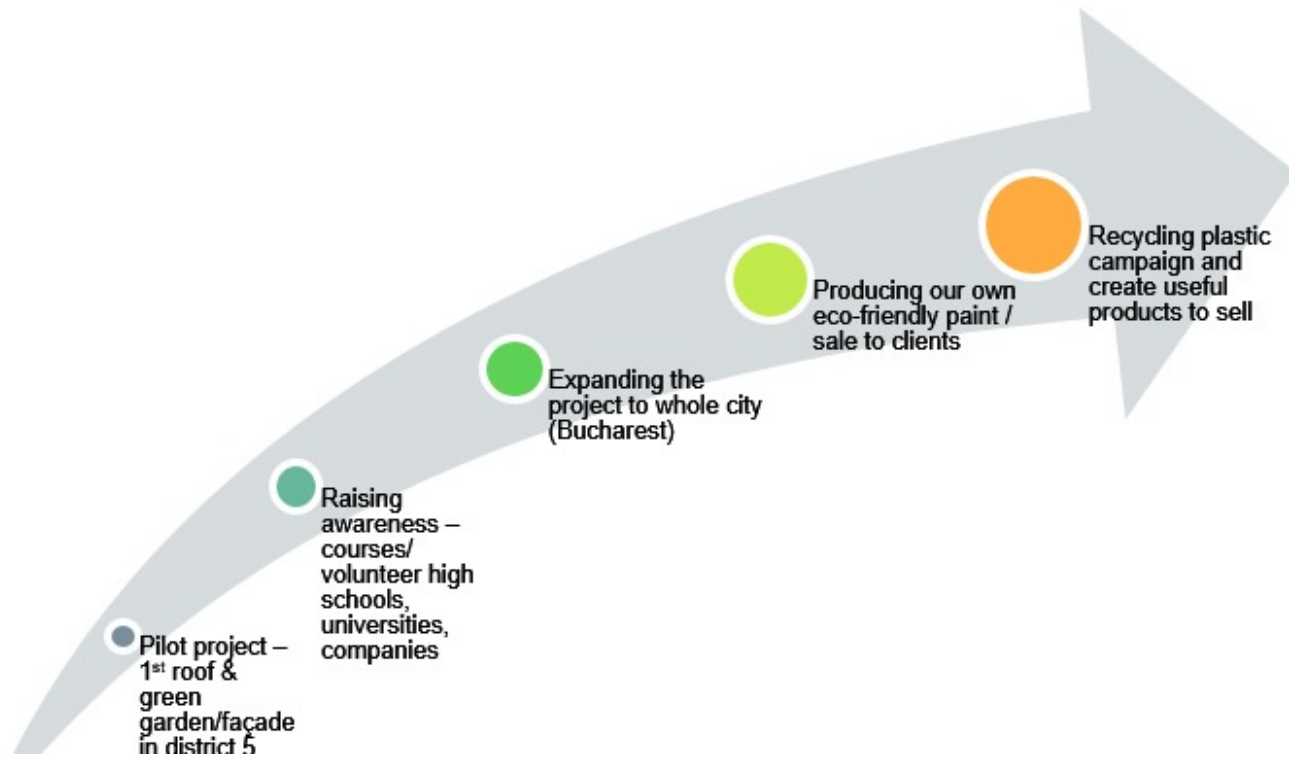 Pilot project –
1st roof &
green
garden/façade
in district 5
Raising
awareness –
courses/
volunteer high
schools,
universities,
companies
Expanding the
project to whole city
(Bucharest)
Producing our own
eco-friendly paint /
sale to clients
Recycling plastic
campaign and
create useful
products to sell